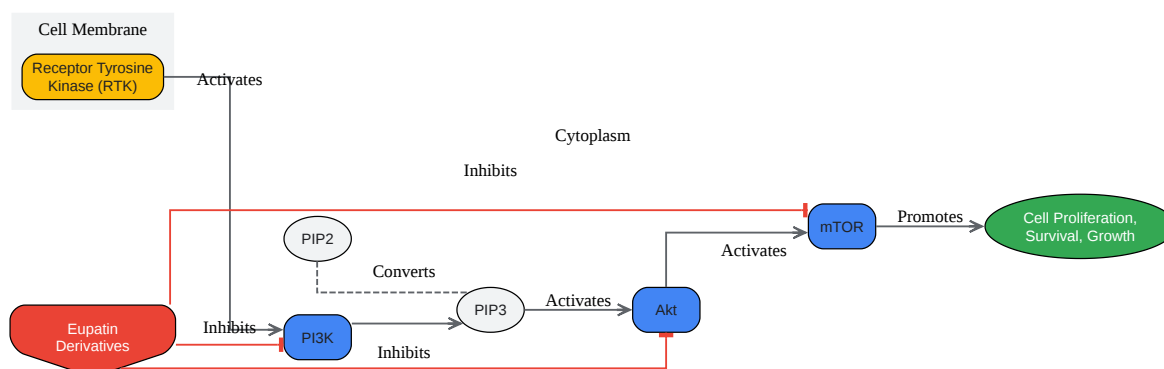 Cell Membrane
Receptor Tyrosine
Kinase (RTK)
Activates
Cytoplasm
Inhibits
mTOR
Promotes
Cell Proliferation,
Survival, Growth
PIP2
Activates
Converts
PIP3
Activates
Akt
Eupatin
Derivatives
Inhibits
PI3K
Inhibits